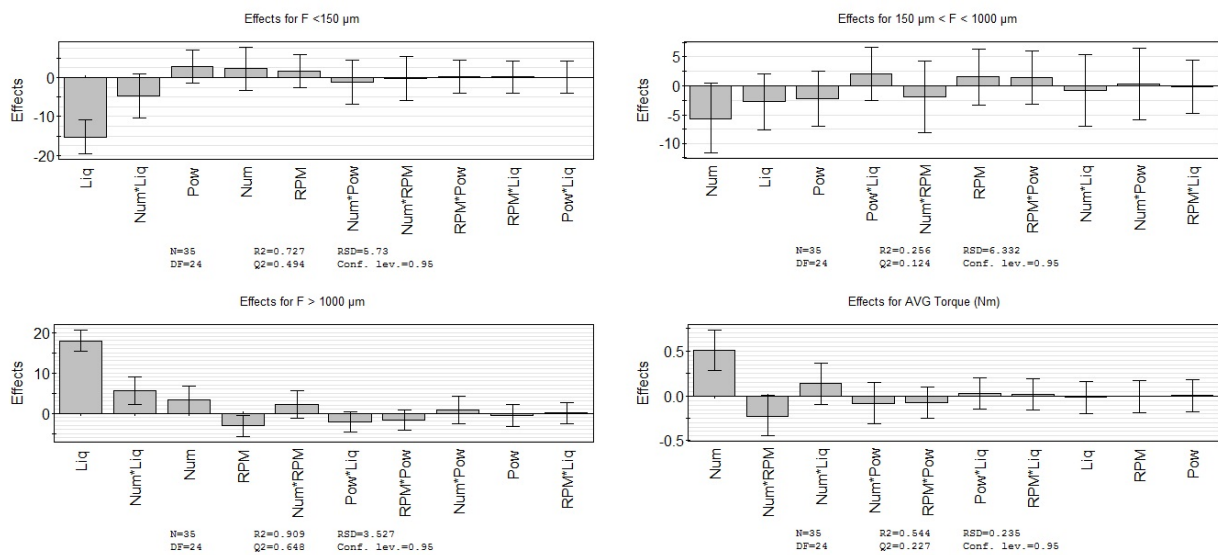 Effects for F <150 µm
Effects
0
-10
-20
Liq
Num*Liq
Pow
Num
RPM
Num*Pow
Num*RPM
RPM*Pow
RPM*Liq
Pow*Liq
N=35 R2=0.727 RSD=5.73
DF=24 Q2=0.494 Conf. lev.=0.95
Effects for 150 µm < F < 1000 µm
Effects
5
0
-5
-10
Num
Liq
Pow
Pow*Liq
Num*RPM
RPM
RPM*Pow
Num*Liq
Num*Pow
RPM*Liq
N=35 R2=0.256 RSD=6.332
DF=24 Q2=0.124 Conf. lev.=0.95
Effects for F > 1000 µm
Effects
20
10
0
Liq
Num*Liq
Num
RPM
Num*RPM
Pow*Liq
RPM*Pow
Num*Pow
Pow
RPM*Liq
N=35 R2=0.909 RSD=3.527
DF=24 Q2=0.648 Conf. lev.=0.95
Effects for AVG Torque (Nm)
Effects
0.5
0.0
-0.5
Num
Num*RPM
Num*Liq
Num*Pow
RPM*Pow
Pow*Liq
RPM*Liq
Liq
RPM
Pow
N=35 R2=0.544 RSD=0.235
DF=24 Q2=0.227 Conf. lev.=0.95